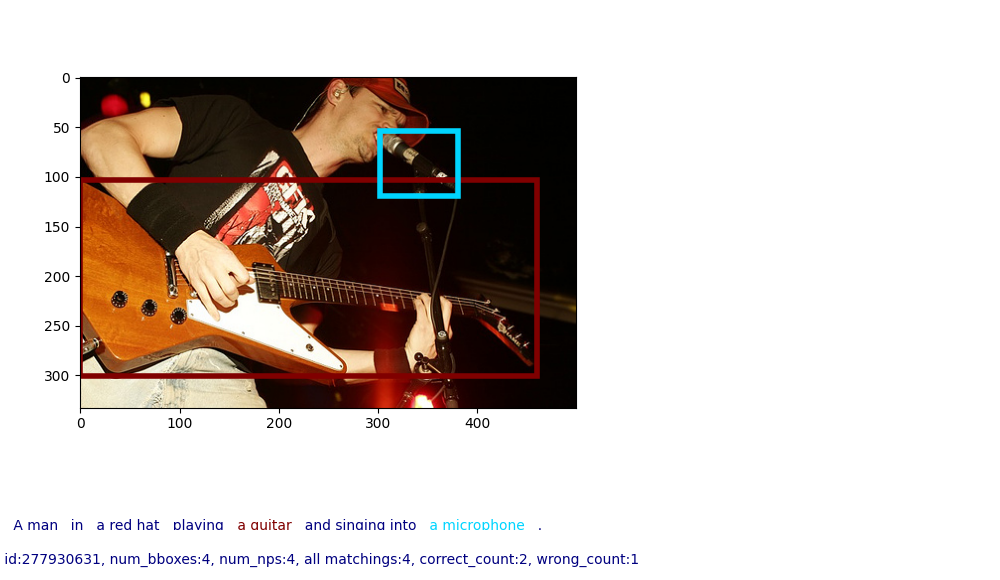 0
50
100
150
200
250
300
0 100 200 300 400
A man in a red hat playing a guitar and singing into a microphone .
id:277930631, num_bboxes:4, num_nps:4, all matchings:4, correct_count:2, wrong_count:1